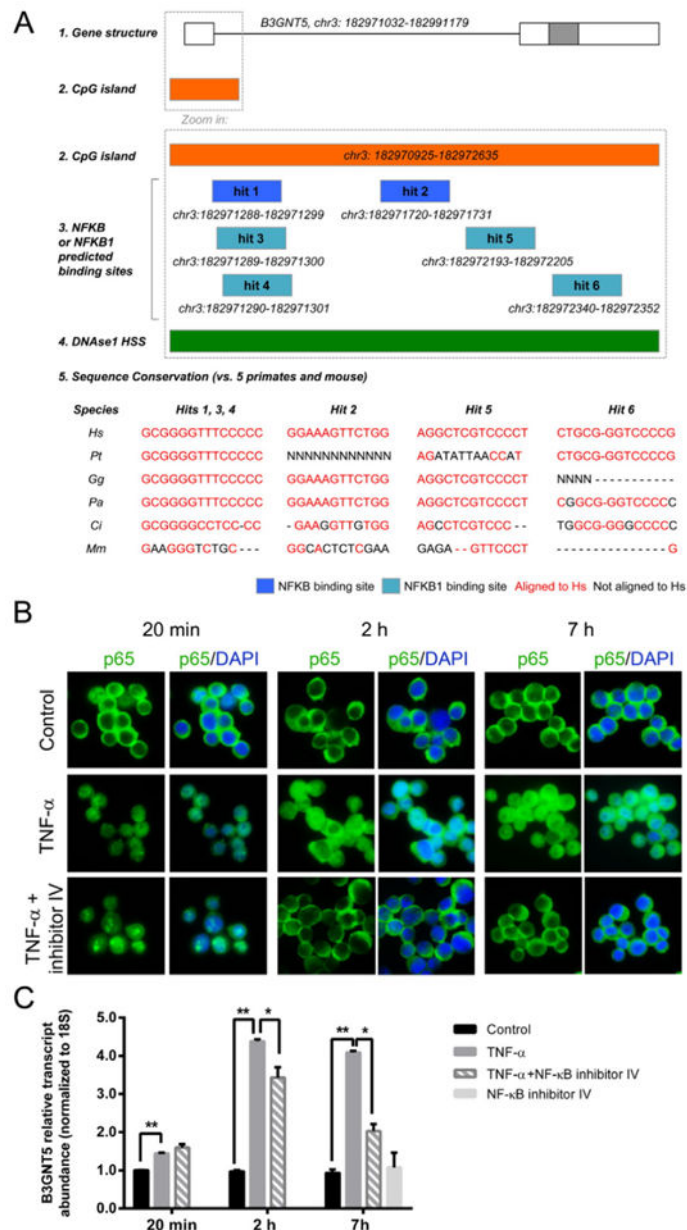 A
1. Gene structure
B3GNT5, chr3: 182971032-182991179
2. CpG island
Zoom in:
2. CpG island
chr3: 182970925-182972635
3. NFKB
or NFKB1
predicted
binding sites
hit 1
hit 2
chr3:182971288-182971299
chr3:182971720-182971731
hit 3
hit 5
chr3:182971289-182971300
chr3:182972193-182972205
hit 4
hit 6
chr3:182971290-182971301
chr3:182972340-182972352
4. DNAse1 HSS
5. Sequence Conservation (vs. 5 primates and mouse)
Species Hits 1, 3, 4 Hit 2 Hit 5 Hit 6
Hs GCGGGGTTTCCCCC GGAAAGTTCTGG AGGCTCGTCCCCT CTGCG-GGTCCCCG
Pt GCGGGGTTTCCCCC NNNNNNNNNNNN AGATATTAACCAT CTGCG-GGTCCCCG
Gg GCGGGGTTTCCCCC GGAAAGTTCTGG AGGCTCGTCCCCT NNNN----------
Pa GCGGGGTTTCCCCC GGAAAGTTCTGG AGGCTCGTCCCCT CGGCG-GGTCCCCC
Ci GCGGGGCCTCC-CC -GAAGGTTGTGG AGCCTCGTCCC-- TGGCG-GGGCCCCC
Mm GAAGGGTCTGC--- GGCACTCTCGAA GAGA--GTTCCCT -------------G
NFKB binding site NFKB1 binding site Aligned to Hs Not aligned to Hs
B
20 min 2 h 7 h
p65 p65/DAPI p65 p65/DAPI p65 p65/DAPI
Control
TNF-α
TNF-α +
inhibitor IV
C
B3GNT5 relative transcript
abundance (normalized to 18S)
5.0
4.0
3.0
2.0
1.0
0.0
**
** *
** *
20 min 2 h 7h
Control
TNF-α
TNF-α+NF-κB inhibitor IV
NF-κB inhibitor IV